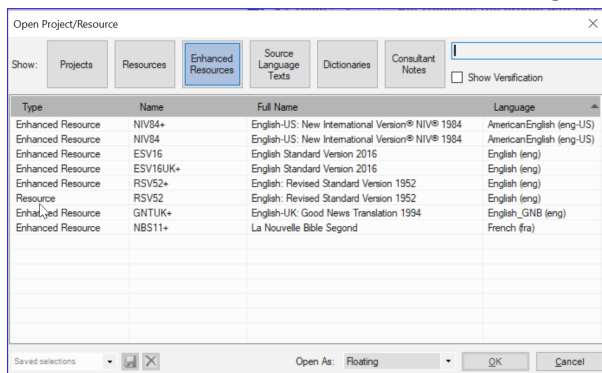 Open Project/Resource
Show:
Projects
Resources
Enhanced Resources
Source Language Texts
Dictionaries
Consultant Notes
Show Versification
Type Name Full Name Language
Enhanced Resource NIV84+ English-US: New International Version® NIV® 1984 AmericanEnglish (eng-US)
Enhanced Resource NIV84 English-US: New International Version® NIV® 1984 AmericanEnglish (eng-US)
Enhanced Resource ESV16 English Standard Version 2016 English (eng)
Enhanced Resource ESV16UK+ English Standard Version 2016 English (eng)
Enhanced Resource RSV52+ English: Revised Standard Version 1952 English (eng)
Resource RSV52 English: Revised Standard Version 1952 English (eng)
Enhanced Resource GNTUK+ English-UK: Good News Translation 1994 English_GNB (eng)
Enhanced Resource NBS11+ La Nouvelle Bible Segond French (fra)
Saved selections Open As: Floating OK Cancel